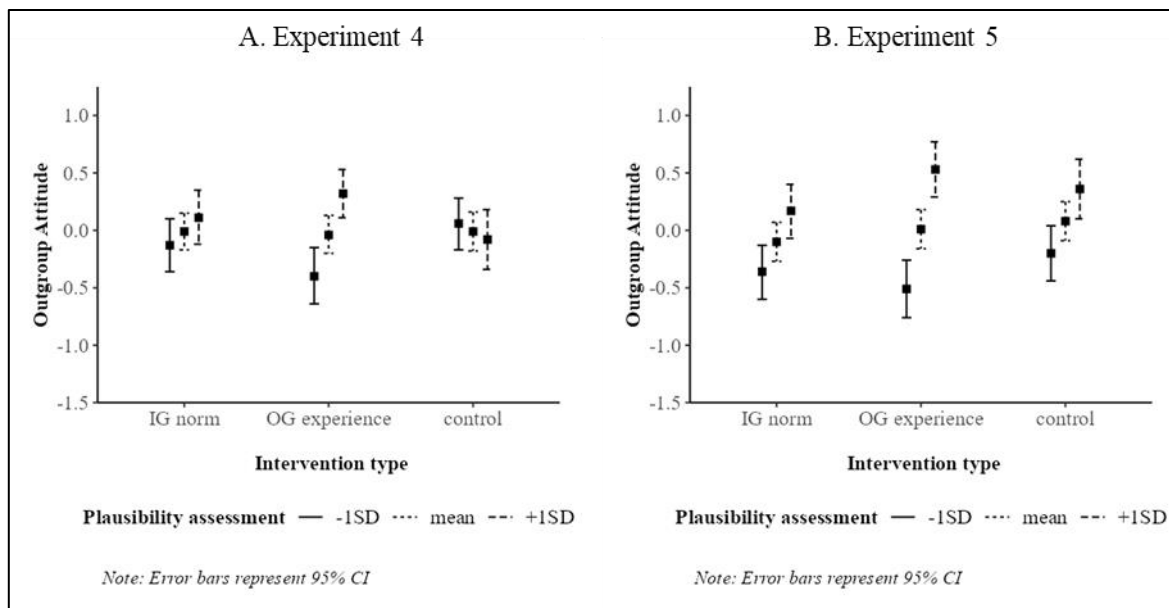 A. Experiment 4
Outgroup Attitude
1.0
0.5
0.0
-0.5
-1.0
-1.5
IG norm OG experience control
Intervention type
Plausibility assessment -1SD mean +1SD
Note: Error bars represent 95% CI
B. Experiment 5
Outgroup Attitude
1.0
0.5
0.0
-0.5
-1.0
-1.5
IG norm OG experience control
Intervention type
Plausibility assessment -1SD mean +1SD
Note: Error bars represent 95% CI